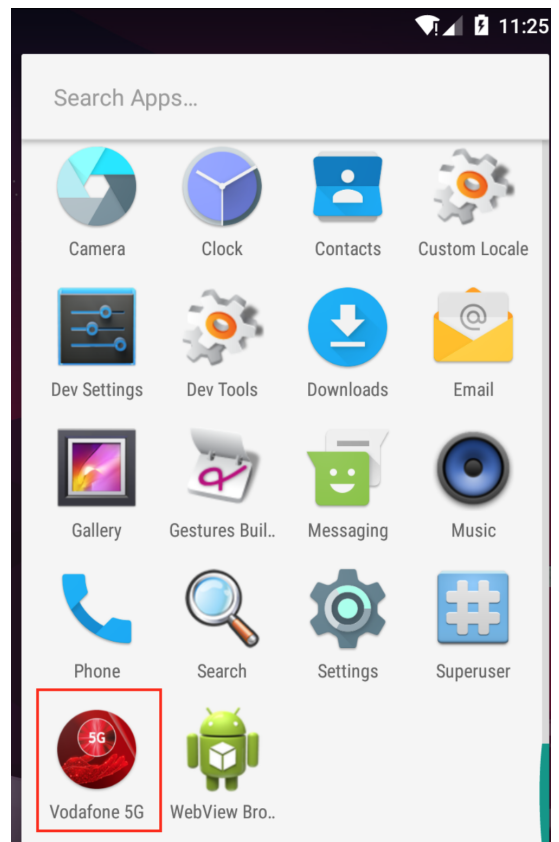 11:25
Search Apps…
Camera Clock Contacts Custom Locale
@
Dev Settings Dev Tools Downloads Email
Gallery Gestures Buil.. Messaging Music
Phone Search Settings Superuser
5G
Vodafone 5G WebView Bro..